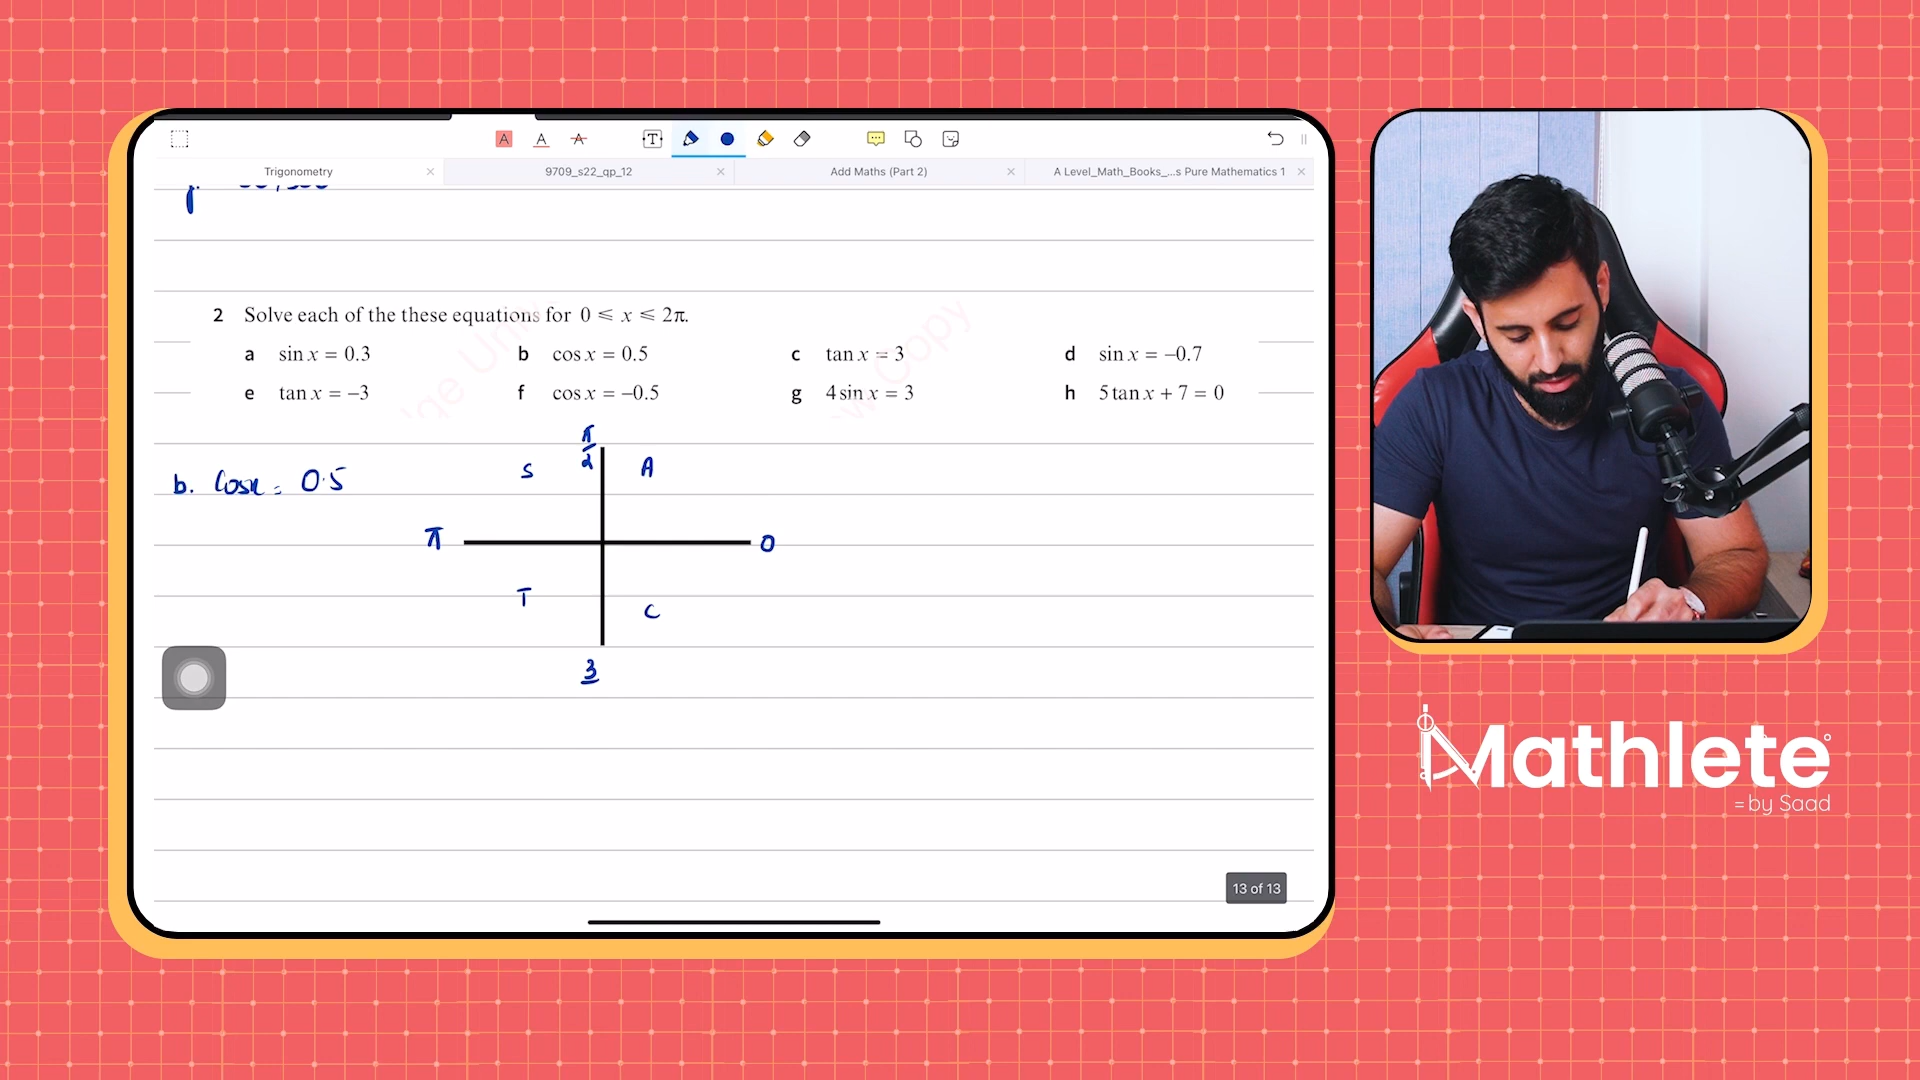 A A A T
Trigonometry 9709_s22_qp_12 Add Maths (Part 2) A Level_Math_Books_...s Pure Mathematics 1
2 Solve each of the these equations for 0 ⩽ x ⩽ 2π.
a sin x = 0.3 b cos x = 0.5 c tan x = 3 d sin x = –0.7
e tan x = –3 f cos x = –0.5 g 4 sin x = 3 h 5 tan x + 7 = 0
Copy
π/2
S A
b. Cosx = 0.5
π 0
T C
3
13 of 13
Mathlete
= by Saad